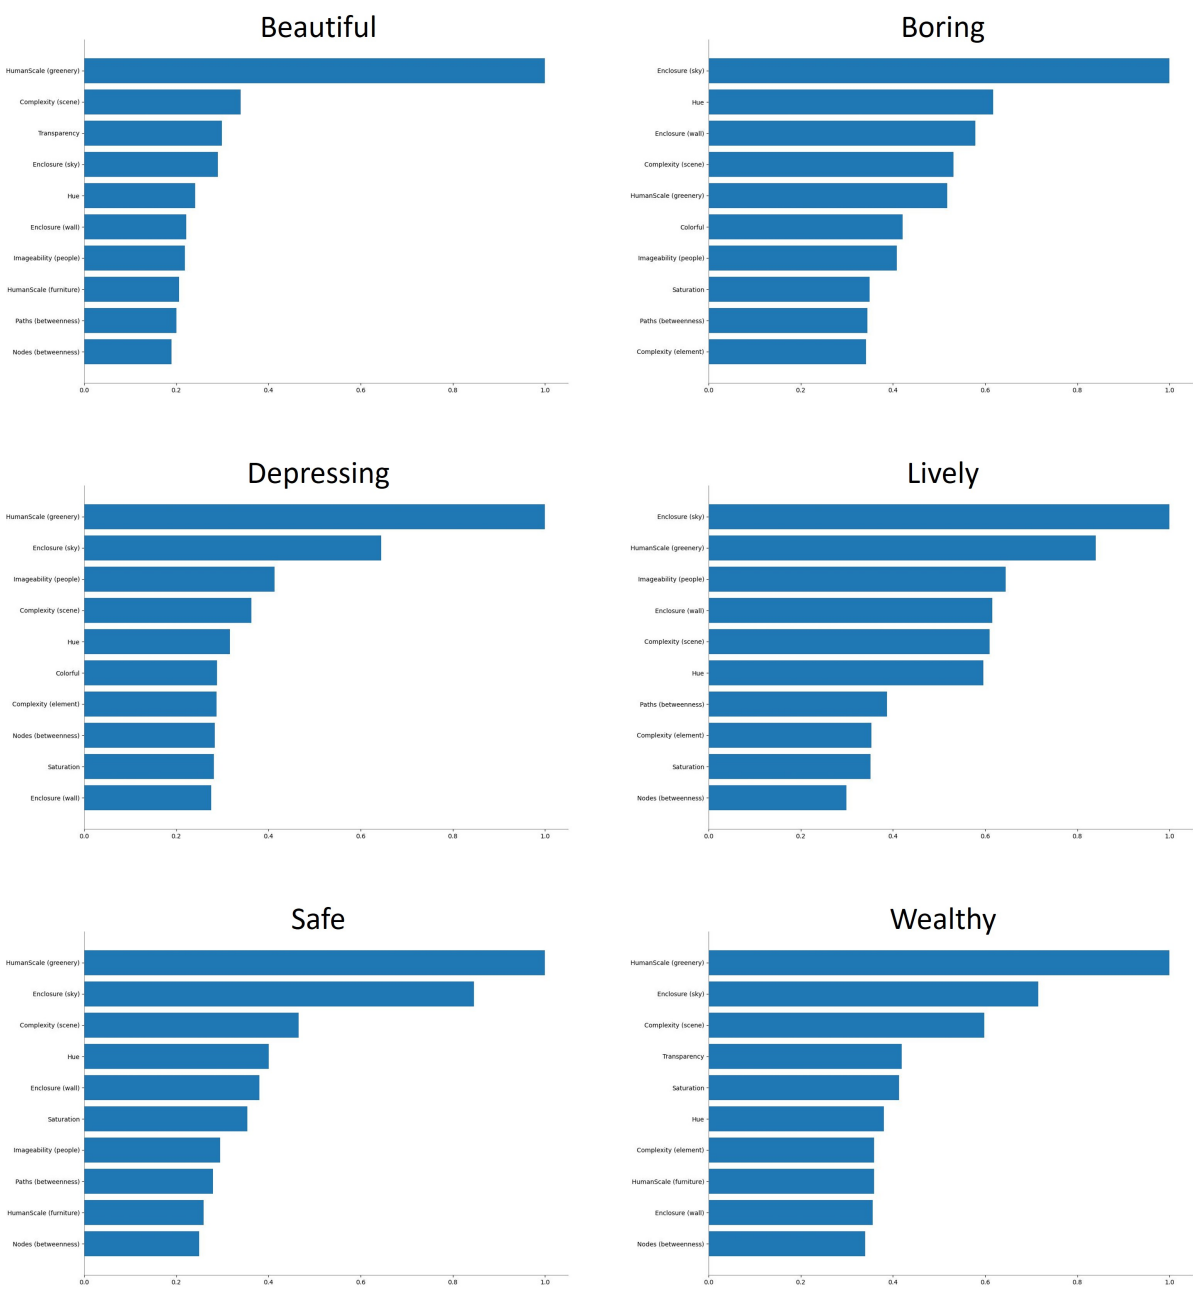 Beautiful
HumanScale (greenery)
Complexity (scene)
Transparency
Enclosure (sky)
Hue
Enclosure (wall)
Imageability (people)
HumanScale (furniture)
Paths (betweenness)
Nodes (betweenness)
0.0 0.2 0.4 0.6 0.8 1.0
Boring
Enclosure (sky)
Hue
Enclosure (wall)
Complexity (scene)
HumanScale (greenery)
Colorful
Imageability (people)
Saturation
Paths (betweenness)
Complexity (element)
0.0 0.2 0.4 0.6 0.8 1.0
Depressing
HumanScale (greenery)
Enclosure (sky)
Imageability (people)
Complexity (scene)
Hue
Colorful
Complexity (element)
Nodes (betweenness)
Saturation
Enclosure (wall)
0.0 0.2 0.4 0.6 0.8 1.0
Lively
Enclosure (sky)
HumanScale (greenery)
Imageability (people)
Enclosure (wall)
Complexity (scene)
Hue
Paths (betweenness)
Complexity (element)
Saturation
Nodes (betweenness)
0.0 0.2 0.4 0.6 0.8 1.0
Safe
HumanScale (greenery)
Enclosure (sky)
Complexity (scene)
Hue
Enclosure (wall)
Saturation
Imageability (people)
Paths (betweenness)
HumanScale (furniture)
Nodes (betweenness)
0.0 0.2 0.4 0.6 0.8 1.0
Wealthy
HumanScale (greenery)
Enclosure (sky)
Complexity (scene)
Transparency
Saturation
Hue
Complexity (element)
HumanScale (furniture)
Enclosure (wall)
Nodes (betweenness)
0.0 0.2 0.4 0.6 0.8 1.0